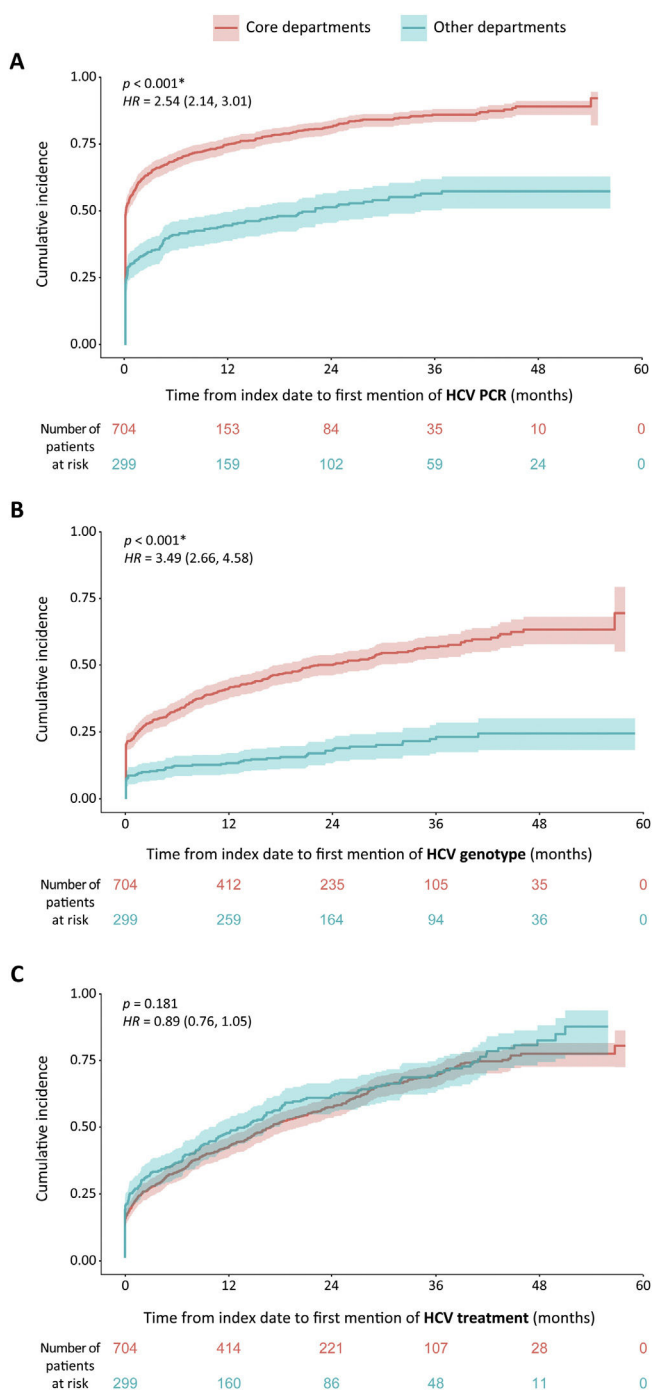 Core departments Other departments
A
p < 0.001*
HR = 2.54 (2.14, 3.01)
Cumulative incidence
1.00
0.75
0.50
0.25
0.00
0 12 24 36 48 60
Time from index date to first mention of HCV PCR (months)
Number of patients at risk
704 153 84 35 10 0
299 159 102 59 24 0
B
p < 0.001*
HR = 3.49 (2.66, 4.58)
Cumulative incidence
1.00
0.75
0.50
0.25
0.00
0 12 24 36 48 60
Time from index date to first mention of HCV genotype (months)
Number of patients at risk
704 412 235 105 35 0
299 259 164 94 36 0
C
p = 0.181
HR = 0.89 (0.76, 1.05)
Cumulative incidence
1.00
0.75
0.50
0.25
0.00
0 12 24 36 48 60
Time from index date to first mention of HCV treatment (months)
Number of patients at risk
704 414 221 107 28 0
299 160 86 48 11 0